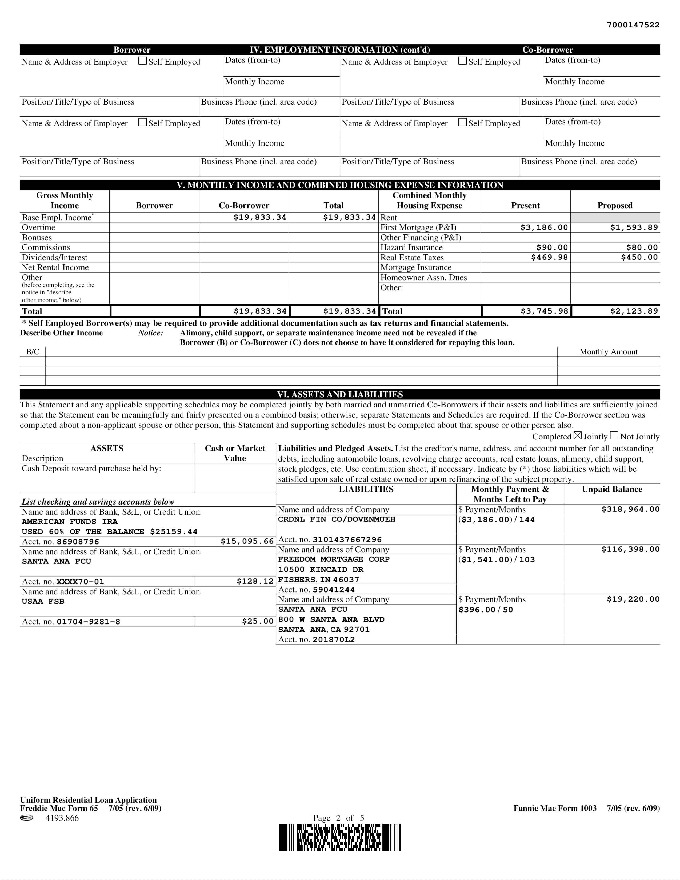 7000147522
Borrower IV. EMPLOYMENT INFORMATION (cont'd) Co-Borrower
Name & Address of Employer Self Employed Dates (from-to) Name & Address of Employer Self Employed Dates (from-to)
Monthly Income Monthly Income
Position/Title/Type of Business Business Phone (incl. area code) Position/Title/Type of Business Business Phone (incl. area code)
Name & Address of Employer Self Employed Dates (from-to) Name & Address of Employer Self Employed Dates (from-to)
Monthly Income Monthly Income
Position/Title/Type of Business Business Phone (incl. area code) Position/Title/Type of Business Business Phone (incl. area code)
V. MONTHLY INCOME AND COMBINED HOUSING EXPENSE INFORMATION
Gross Monthly Combined Monthly
Income Borrower Co-Borrower Total Housing Expense Present Proposed
Base Empl. Income* $19,833.34 $19,833.34 Rent
Overtime First Mortgage (P&I) $3,186.00 $1,593.89
Bonuses Other Financing (P&I)
Commissions Hazard Insurance $90.00 $80.00
Dividends/Interest Real Estate Taxes $469.98 $450.00
Net Rental Income Mortgage Insurance
Other Homeowner Assn. Dues
(before completing, see the Other
notice in "describe
other income," below)
Total $19,833.34 $19,833.34 Total $3,745.98 $2,123.89
* Self Employed Borrower(s) may be required to provide additional documentation such as tax returns and financial statements.
Describe Other Income Notice: Alimony, child support, or separate maintenance income need not be revealed if the
Borrower (B) or Co-Borrower (C) does not choose to have it considered for repaying this loan.
B/C Monthly Amount
VI. ASSETS AND LIABILITIES
This Statement and any applicable supporting schedules may be completed jointly by both married and unmarried Co-Borrowers if their assets and liabilities are sufficiently joined
so that the Statement can be meaningfully and fairly presented on a combined basis; otherwise, separate Statements and Schedules are required. If the Co-Borrower section was
completed about a non-applicant spouse or other person, this Statement and supporting schedules must be completed about that spouse or other person also.
Completed X Jointly Not Jointly
ASSETS Cash or Market Liabilities and Pledged Assets. List the creditor's name, address, and account number for all outstanding
Description Value debts, including automobile loans, revolving charge accounts, real estate loans, alimony, child support,
Cash Deposit toward purchase held by: stock pledges, etc. Use continuation sheet, if necessary. Indicate by (*) those liabilities which will be
satisfied upon sale of real estate owned or upon refinancing of the subject property.
LIABILITIES Monthly Payment & Unpaid Balance
List checking and savings accounts below Months Left to Pay
Name and address of Bank, S&L, or Credit Union Name and address of Company $ Payment/Months $318,964.00
AMERICAN FUNDS IRA CRDNL FIN CO/DOVENMUEH ($3,186.00)/144
USED 60% OF THE BALANCE $25159.44
Acct. no. 86908796 $15,095.66 Acct. no. 3101437667296
Name and address of Bank, S&L, or Credit Union Name and address of Company $ Payment/Months $116,398.00
SANTA ANA FCU FREEDOM MORTGAGE CORP ($1,541.00)/103
10500 KINCAID DR
Acct. no. XXXX70-01 $128.12 FISHERS, IN 46037
Name and address of Bank, S&L, or Credit Union Acct. no. 59041244
USAA FSB Name and address of Company $ Payment/Months $19,220.00
SANTA ANA FCU $396.00/50
Acct. no. 01704-9281-8 $25.00 800 W SANTA ANA BLVD
SANTA ANA, CA 92701
Acct. no. 201870L2
Uniform Residential Loan Application
Freddie Mac Form 65 7/05 (rev. 6/09) Fannie Mae Form 1003 7/05 (rev. 6/09)
4193.866 Page 2 of 5